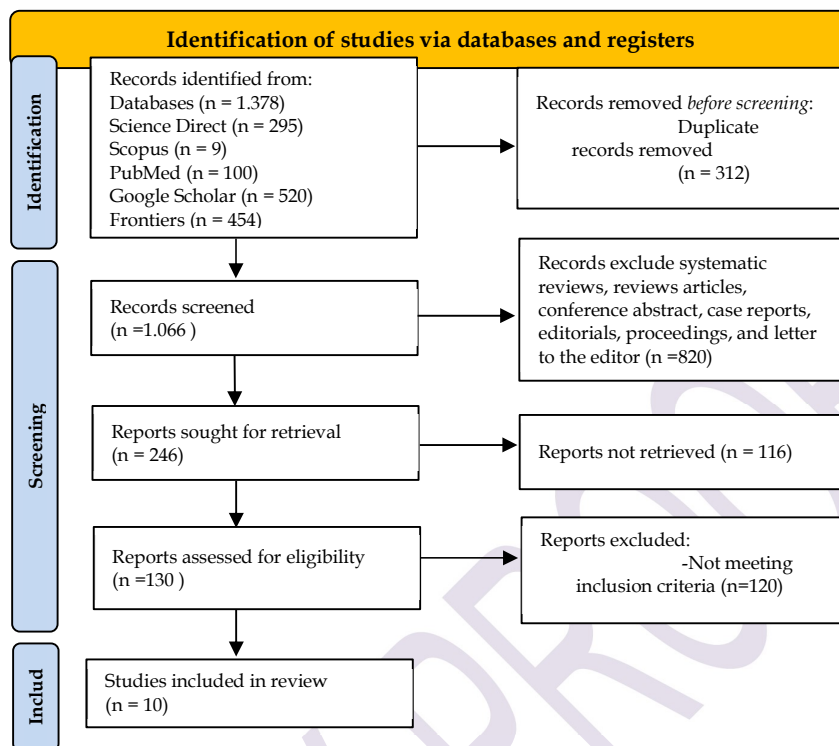 Identification of studies via databases and registers
Identification
Records identified from:
Databases (n = 1.378)
Science Direct (n = 295)
Scopus (n = 9)
PubMed (n = 100)
Google Scholar (n = 520)
Frontiers (n = 454)
Records removed before screening:
Duplicate
records removed
(n = 312)
Screening
Records screened
(n =1.066 )
Records exclude systematic
reviews, reviews articles,
conference abstract, case reports,
editorials, proceedings, and letter
to the editor (n =820)
Reports sought for retrieval
(n = 246)
Reports not retrieved (n = 116)
Reports assessed for eligibility
(n =130 )
Reports excluded:
-Not meeting
inclusion criteria (n=120)
Includ
Studies included in review
(n = 10)